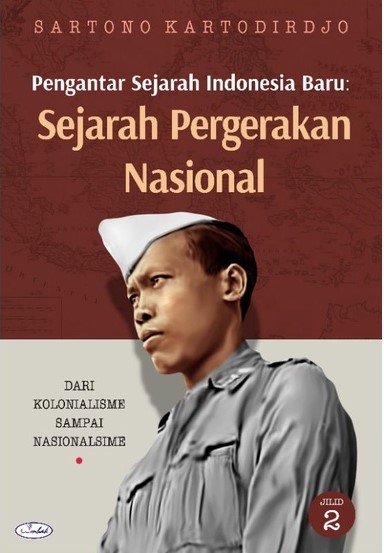 SARTONO KARTODIRDJO
Pengantar Sejarah Indonesia Baru:
Sejarah Pergerakan
Nasional
DARI
KOLONIALISME
SAMPAI
NASIONALSIME
JILID
2